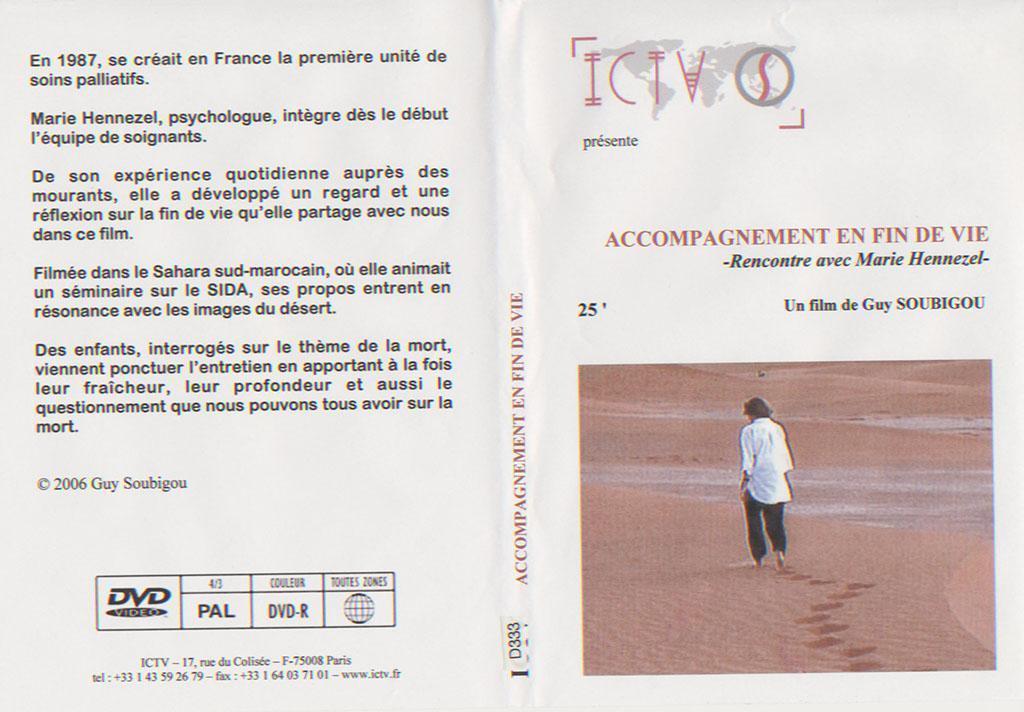 En 1987, se créait en France la première unité de
soins palliatifs.
Marie Hennezel, psychologue, intègre dès le début
l'équipe de soignants.
De son expérience quotidienne auprès des
mourants, elle a développé un regard et une
réflexion sur la fin de vie qu'elle partage avec nous
dans ce film.
Filmée dans le Sahara sud-marocain, où elle animait
un séminaire sur le SIDA, ses propos entrent en
résonance avec les images du désert.
Des enfants, interrogés sur le thème de la mort,
viennent ponctuer l'entretien en apportant à la fois
leur fraîcheur, leur profondeur et aussi le
questionnement que nous pouvons tous avoir sur la
mort.
© 2006 Guy Soubigou
DVD
VIDEO
4/3
PAL
COULEUR
DVD-R
TOUTES ZONES
ICTV – 17, rue du Colisée – F-75008 Paris
tel : +33 1 43 59 26 79 – fax : +33 1 64 03 71 01 – www.ictv.fr
ACCOMPAGNEMENT EN FIN DE VIE
D333
ICTV S
présente
ACCOMPAGNEMENT EN FIN DE VIE
-Rencontre avec Marie Hennezel-
25 '
Un film de Guy SOUBIGOU